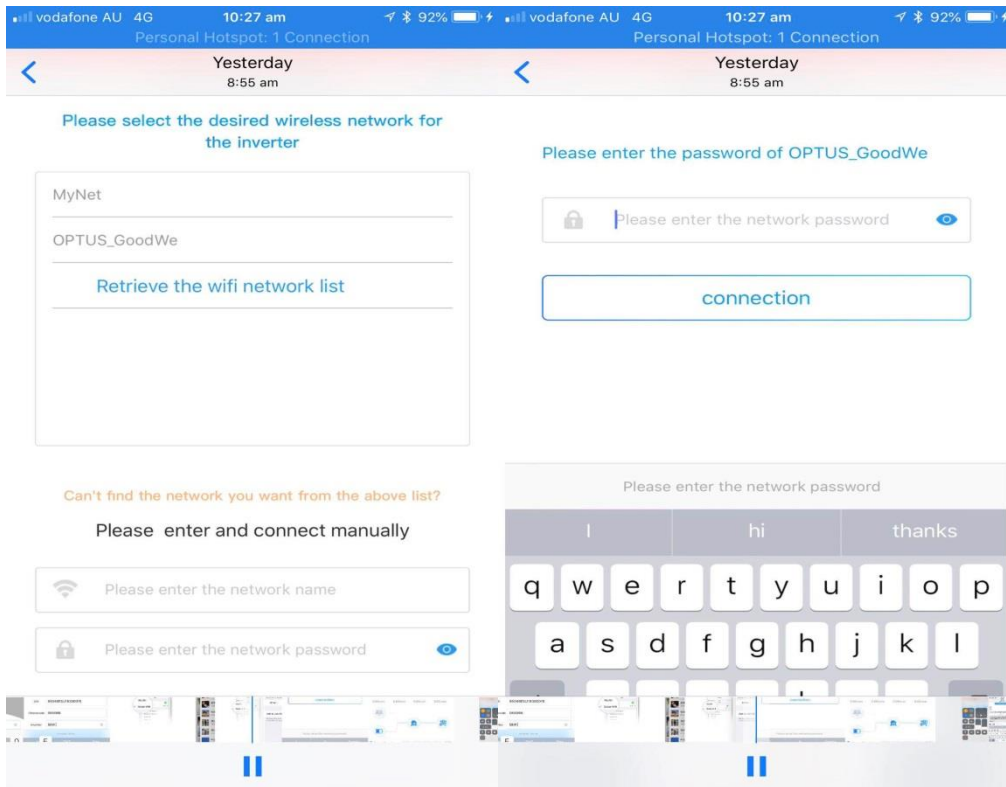 vodafone AU 4G 10:27 am 92%
Personal Hotspot: 1 Connection
Yesterday
8:55 am
Please select the desired wireless network for
the inverter
MyNet
OPTUS_GoodWe
Retrieve the wifi network list
Can't find the network you want from the above list?
Please enter and connect manually
Please enter the network name
Please enter the network password
vodafone AU 4G 10:27 am 92%
Personal Hotspot: 1 Connection
Yesterday
8:55 am
Please enter the password of OPTUS_GoodWe
Please enter the network password
connection
Please enter the network password
I hi thanks
q w e r t y u i o p
a s d f g h j k l